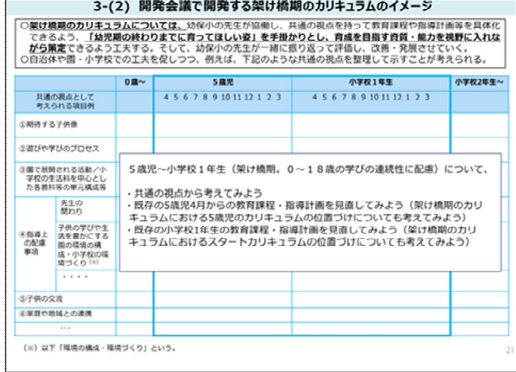 3-(2) 開発会議で開発する架け橋期のカリキュラムのイメージ
○架け橋期のカリキュラムについては、幼保小の先生が協働し、共通の視点を持って教育課程や指導計画等を具体化
できるよう、「幼児期の終わりまでに育ってほしい姿」を手掛かりとし、育成を目指す資質・能力を視野に入れな
がら策定できるよう工夫する。そして、幼保小の先生が一緒に振り返って評価し、改善・発展させていく。
○自治体や園・小学校での工夫を促しつつ、例えば、下記のような共通の視点を整理して示すことが考えられる。
0歳～ 5歳児 小学校1年生 小学校2年生～
共通の視点として
考えられる項目例
4 5 6 7 8 9 10 11 12 1 2 3 4 5 6 7 8 9 10 11 12 1 2 3
①期待する子供像
②遊びや学びのプロセス
③園で展開される活動／小
学校の生活科を中心とし
た各教科等の単元構成等
④指導上
の配慮
事項
先生の
関わり
子供の学びや生
活を豊かにする
園の環境の構
成・小学校の環
境づくり（※）
・・・・
⑤子供の交流
⑥家庭や地域との連携
…
5歳児～小学校1年生（架け橋期。0～18歳の学びの連続性に配慮）について、
・共通の視点から考えてみよう
・既存の5歳児4月からの教育課程・指導計画を見直してみよう（架け橋期のカリ
キュラムにおける5歳児のカリキュラムの位置づけについても考えてみよう）
・既存の小学校1年生の教育課程・指導計画を見直してみよう（架け橋期のカリ
キュラムにおけるスタートカリキュラムの位置づけについても考えてみよう）
（※）以下「環境の構成・環境づくり」という。
21